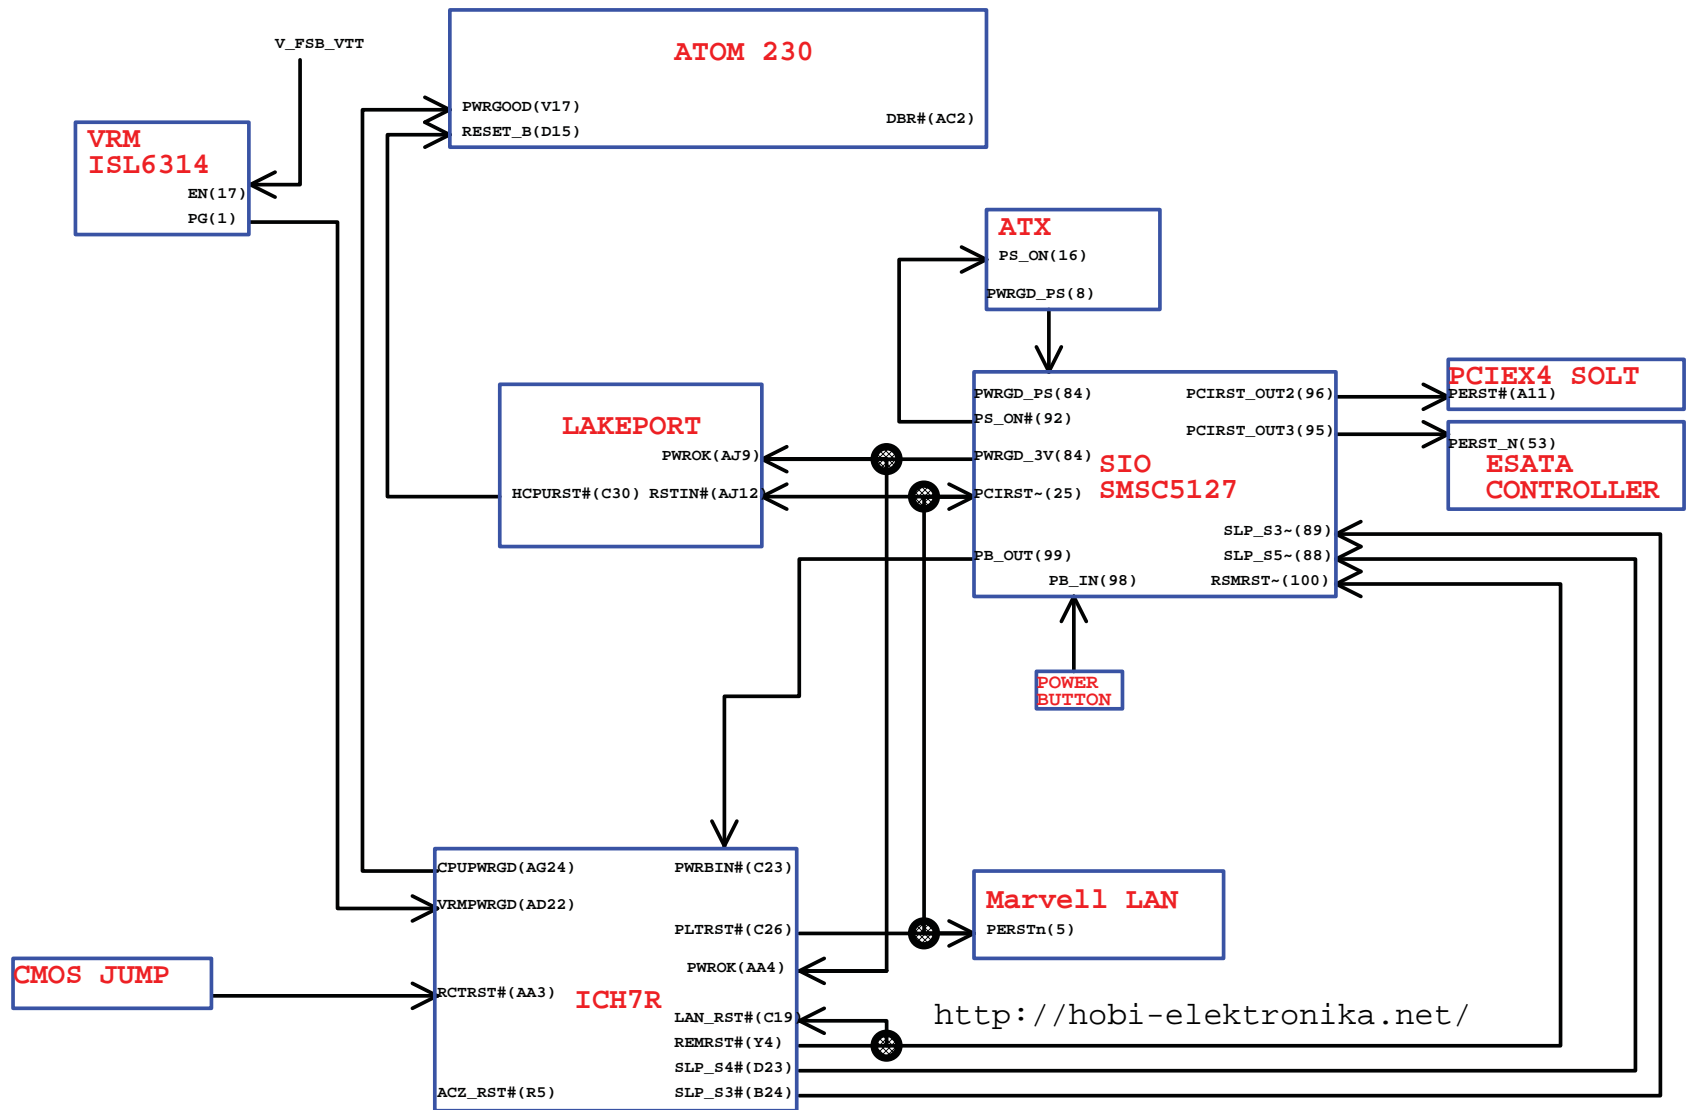 V_FSB_VTT
ATOM 230
PWRGOOD(V17)
RESET_B(D15)
DBR#(AC2)
VRM
ISL6314
EN(17)
PG(1)
ATX
PS_ON(16)
PWRGD_PS(8)
LAKEPORT
PWROK(AJ9)
HCPURST#(C30) RSTIN#(AJ12)
PWRGD_PS(84)
PS_ON#(92)
PWRGD_3V(84)
PCIRST~(25)
SIO
SMSC5127
PCIRST_OUT2(96)
PCIRST_OUT3(95)
SLP_S3~(89)
SLP_S5~(88)
RSMRST~(100)
PB_OUT(99)
PB_IN(98)
PCIEX4 SOLT
PERST#(A11)
PERST_N(53)
ESATA
CONTROLLER
POWER
BUTTON
CPUPWRGD(AG24)
VRMPWRGD(AD22)
RCTRST#(AA3)
ACZ_RST#(R5)
ICH7R
PWRBIN#(C23)
PLTRST#(C26)
PWROK(AA4)
LAN_RST#(C19
REMRST#(Y4)
SLP_S4#(D23)
SLP_S3#(B24)
Marvell LAN
PERSTn(5)
CMOS JUMP
http://hobi-elektronika.net/